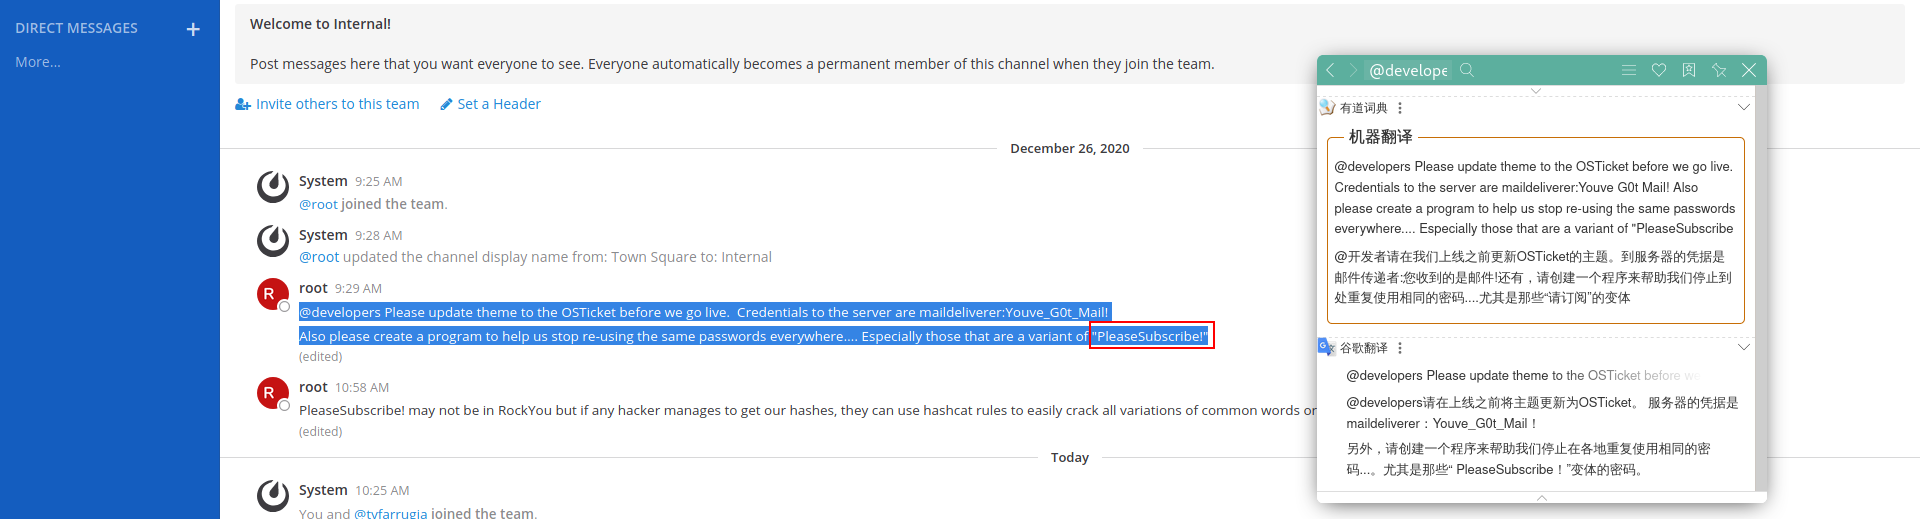 DIRECT MESSAGES +
More...
Welcome to Internal!
Post messages here that you want everyone to see. Everyone automatically becomes a permanent member of this channel when they join the team.
Invite others to this team
Set a Header
December 26, 2020
System 9:25 AM
@root joined the team.
System 9:28 AM
@root updated the channel display name from: Town Square to: Internal
R
root 9:29 AM
@developers Please update theme to the OSTicket before we go live.  Credentials to the server are maildeliverer:Youve_G0t_Mail!
Also please create a program to help us stop re-using the same passwords everywhere.... Especially those that are a variant of "PleaseSubscribe!"
(edited)
R
root 10:58 AM
PleaseSubscribe! may not be in RockYou but if any hacker manages to get our hashes, they can use hashcat rules to easily crack all variations of common words or
(edited)
Today
System 10:25 AM
You and @tyfarrugia joined the team.
@develope
有道词典
机器翻译
@developers Please update theme to the OSTicket before we go live.
Credentials to the server are maildeliverer:Youve G0t Mail! Also
please create a program to help us stop re-using the same passwords
everywhere.... Especially those that are a variant of "PleaseSubscribe
@开发者请在我们上线之前更新OSTicket的主题。到服务器的凭据是
邮件传递者:您收到的是邮件!还有，请创建一个程序来帮助我们停止到
处重复使用相同的密码....尤其是那些“请订阅”的变体
谷歌翻译
@developers Please update theme to the OSTicket before we
@developers请在上线之前将主题更新为OSTicket。 服务器的凭据是
maildeliverer：Youve_G0t_Mail！
另外，请创建一个程序来帮助我们停止在各地重复使用相同的密
码...。尤其是那些“ PleaseSubscribe！”变体的密码。